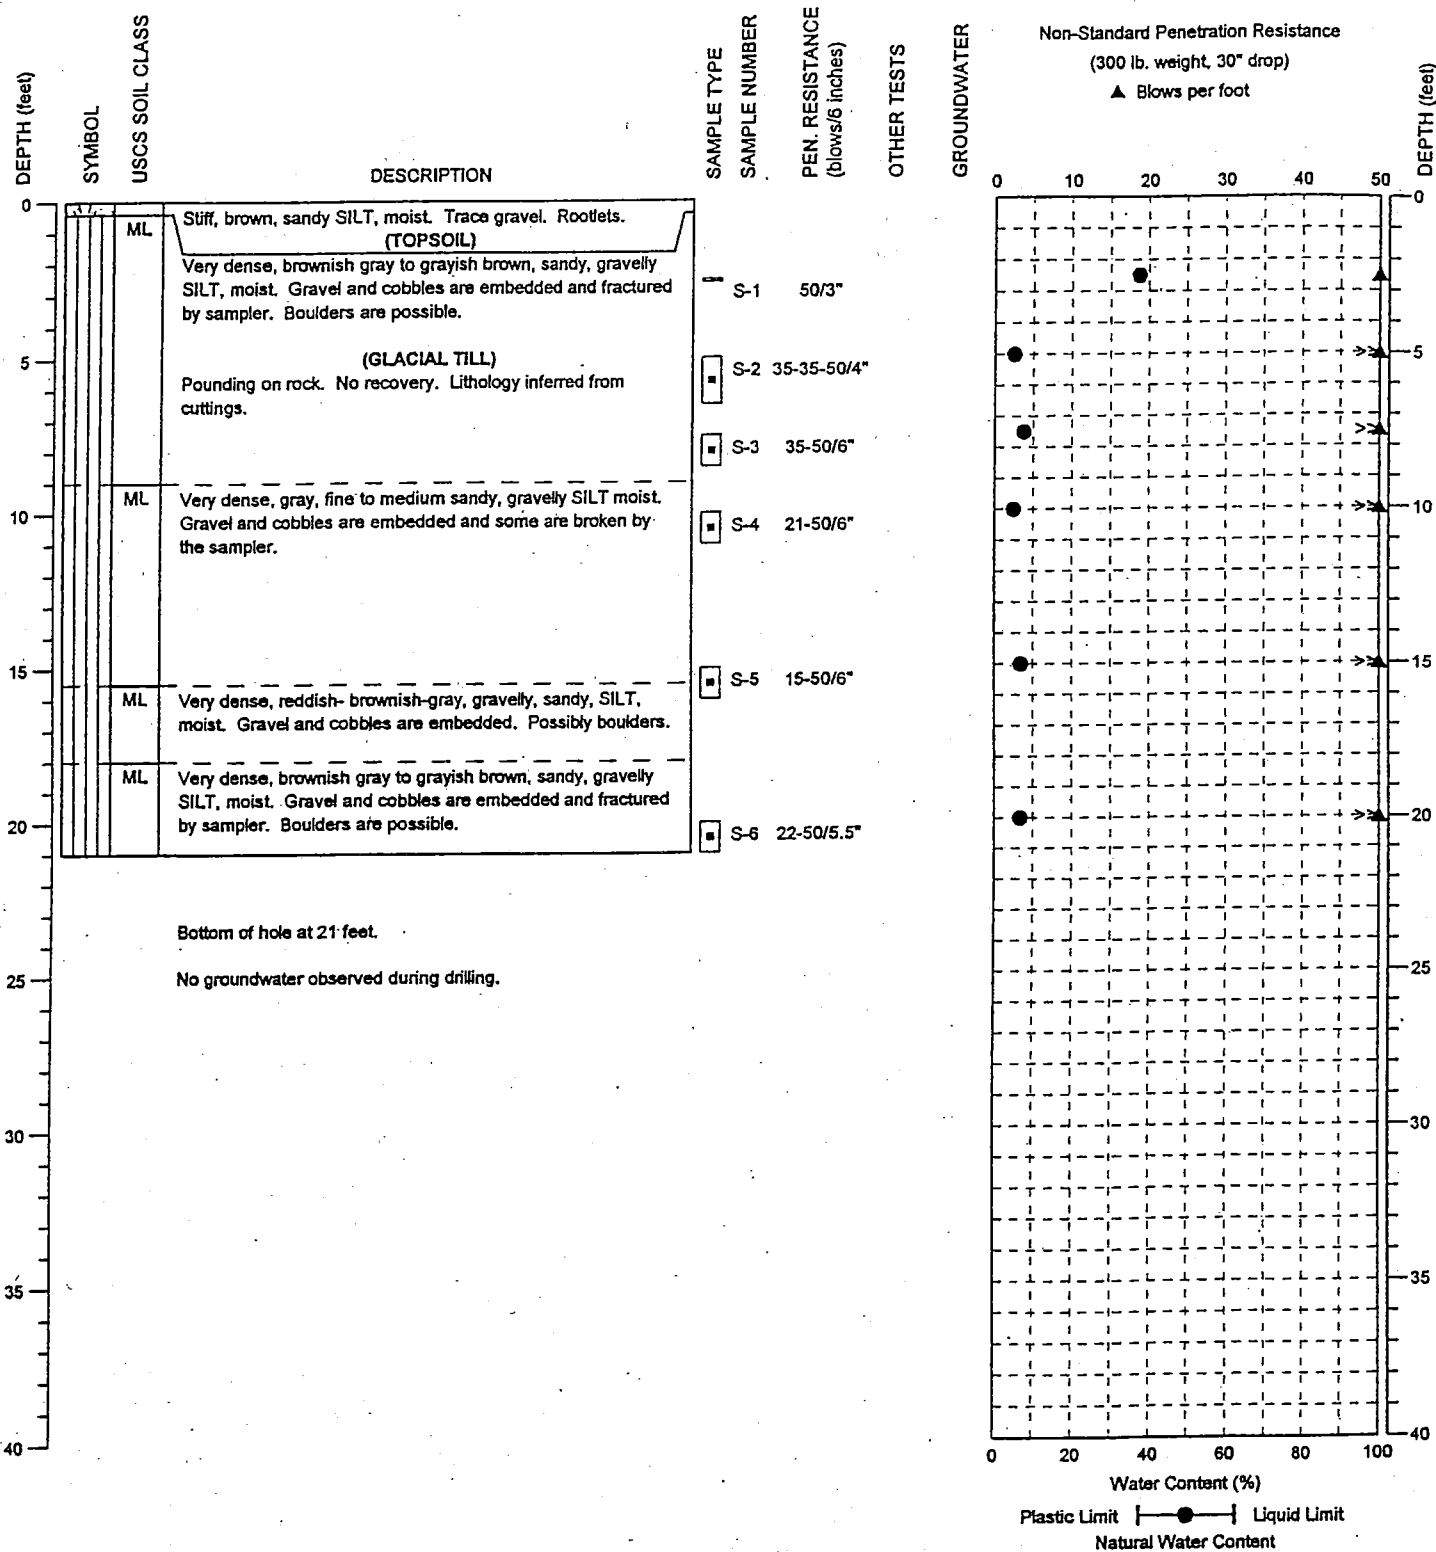 DEPTH (feet)
SYMBOL
USCS SOIL CLASS
DESCRIPTION
SAMPLE TYPE
SAMPLE NUMBER
PEN. RESISTANCE
(blows/6 inches)
OTHER TESTS
GROUNDWATER
Non-Standard Penetration Resistance
(300 lb. weight, 30" drop)
▲ Blows per foot
DEPTH (feet)
0 10 20 30 40 50
0
ML
Stiff, brown, sandy SILT, moist. Trace gravel. Rootlets.
(TOPSOIL)
Very dense, brownish gray to grayish brown, sandy, gravelly
SILT, moist. Gravel and cobbles are embedded and fractured
by sampler. Boulders are possible.
S-1 50/3"
(GLACIAL TILL)
5
Pounding on rock. No recovery. Lithology inferred from
cuttings.
S-2 35-35-50/4"
S-3 35-50/6"
ML
Very dense, gray, fine to medium sandy, gravelly SILT moist.
Gravel and cobbles are embedded and some are broken by
the sampler.
10
S-4 21-50/6"
15
S-5 15-50/6"
ML
Very dense, reddish- brownish-gray, gravelly, sandy, SILT,
moist. Gravel and cobbles are embedded. Possibly boulders.
ML
Very dense, brownish gray to grayish brown, sandy, gravelly
SILT, moist. Gravel and cobbles are embedded and fractured
by sampler. Boulders are possible.
20
S-6 22-50/5.5"
Bottom of hole at 21 feet.
25
No groundwater observed during drilling.
30
35
40
0
>> 5
>>
>> 10
>> 15
>> 20
25
30
35
40
0 20 40 60 80 100
Water Content (%)
Plastic Limit Liquid Limit
Natural Water Content